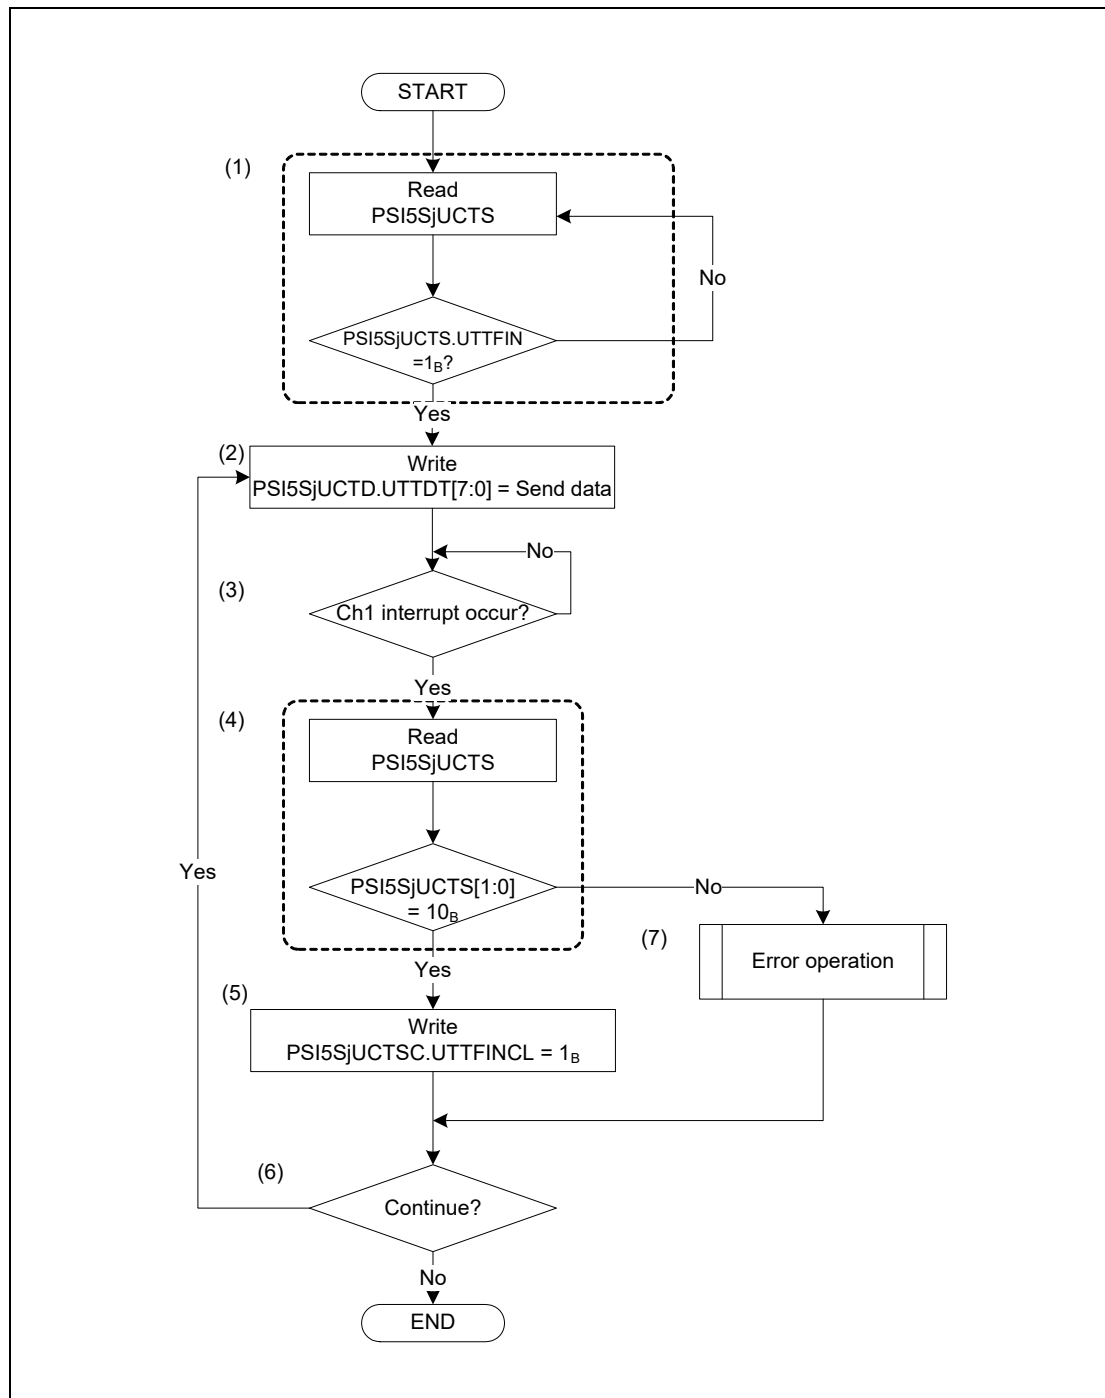 START
(1)
Read
PSI5SjUCTS
No
PSI5SjUCTS.UTTFIN
=1B?
Yes
(2)
Write
PSI5SjUCTD.UTTDT[7:0] = Send data
No
(3)
Ch1 interrupt occur?
Yes
(4)
Read
PSI5SjUCTS
Yes
PSI5SjUCTS[1:0]
= 10B
No
(7)
Error operation
Yes
(5)
Write
PSI5SjUCTSC.UTTFINCL = 1B
(6)
Continue?
No
END